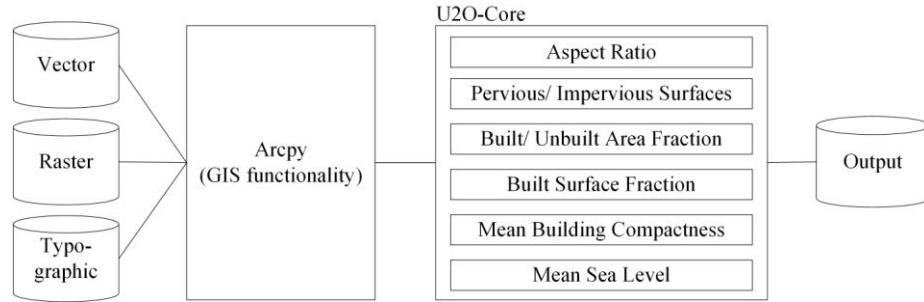 U2O-Core
Vector
Raster
Typo-
graphic
Arcpy
(GIS functionality)
Aspect Ratio
Pervious/ Impervious Surfaces
Built/ Unbuilt Area Fraction
Built Surface Fraction
Mean Building Compactness
Mean Sea Level
Output